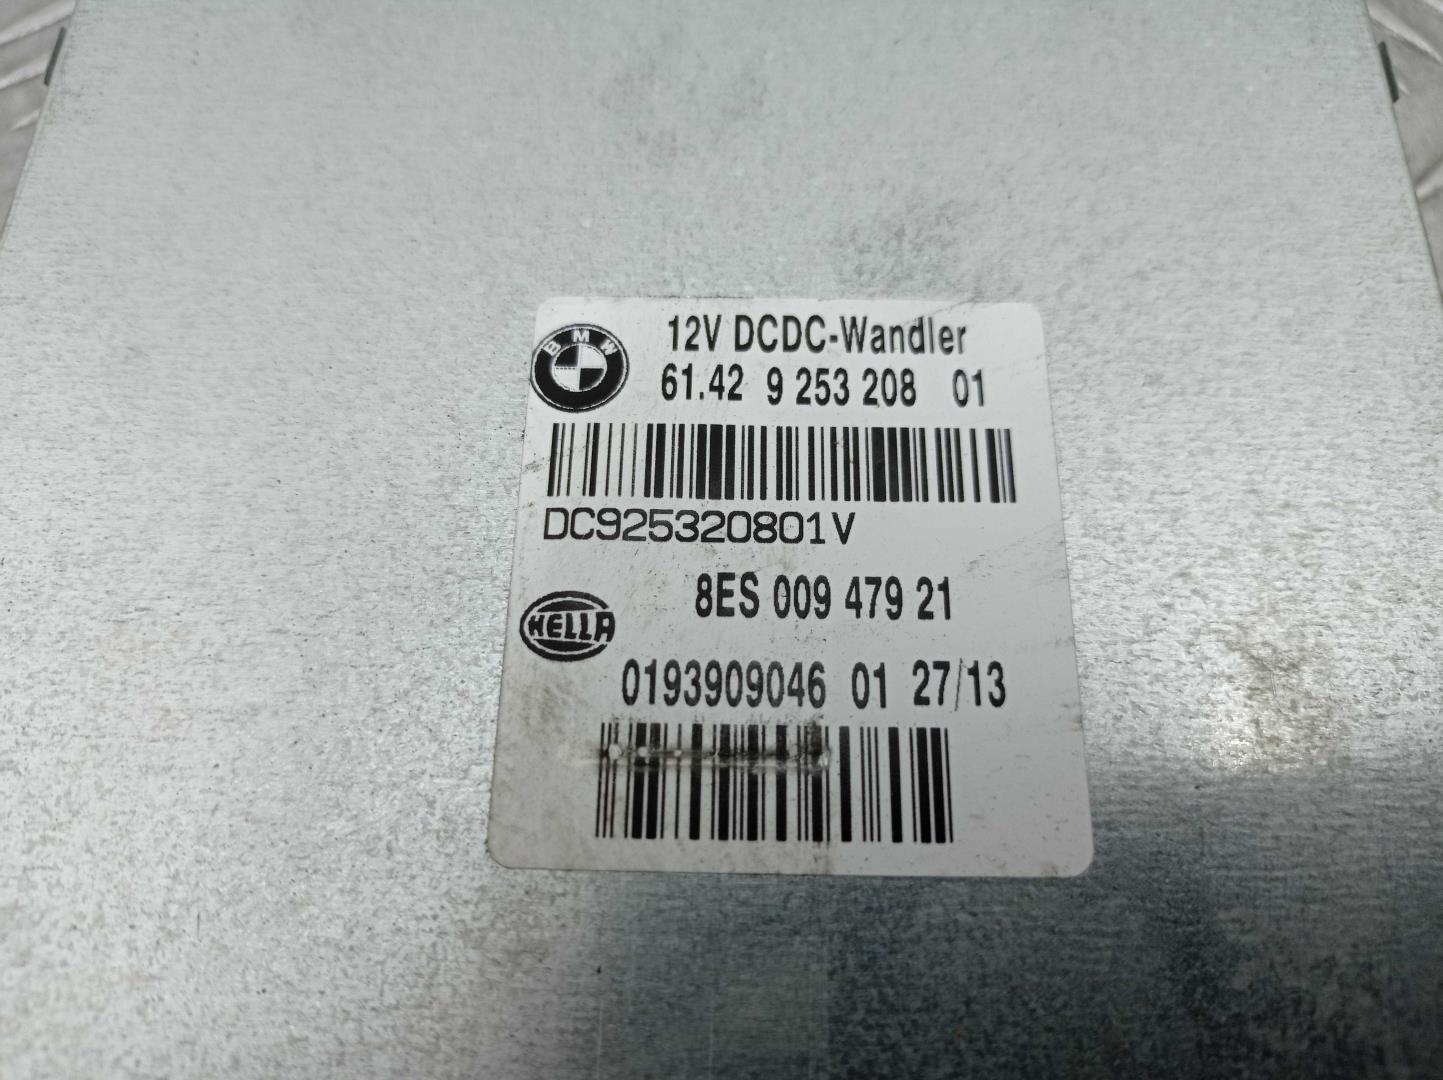 BMW
12V DCDC-Wandler
61.42 9 253 208 01
DC925320801V
8ES 009 479 21
HELLA
0193909046 01 27/13